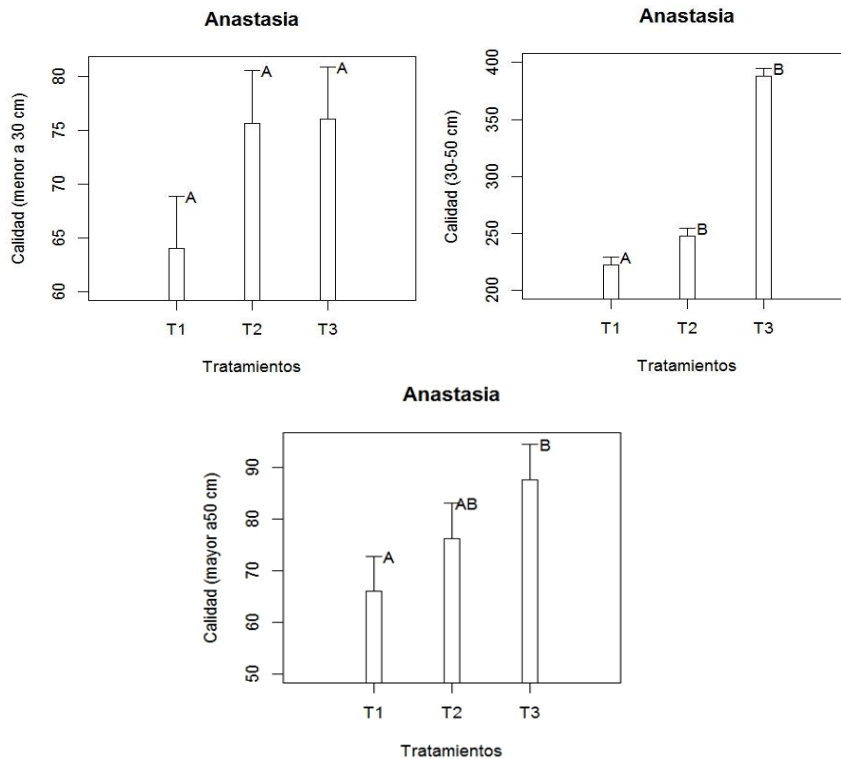 Anastasia
Calidad (menor a 30 cm)
80
75
70
65
60
A
A
A
T1 T2 T3
Tratamientos
Anastasia
Calidad (30-50 cm)
400
350
300
250
200
A
B
B
T1 T2 T3
Tratamientos
Anastasia
Calidad (mayor a50 cm)
90
80
70
60
50
A
AB
B
T1 T2 T3
Tratamientos